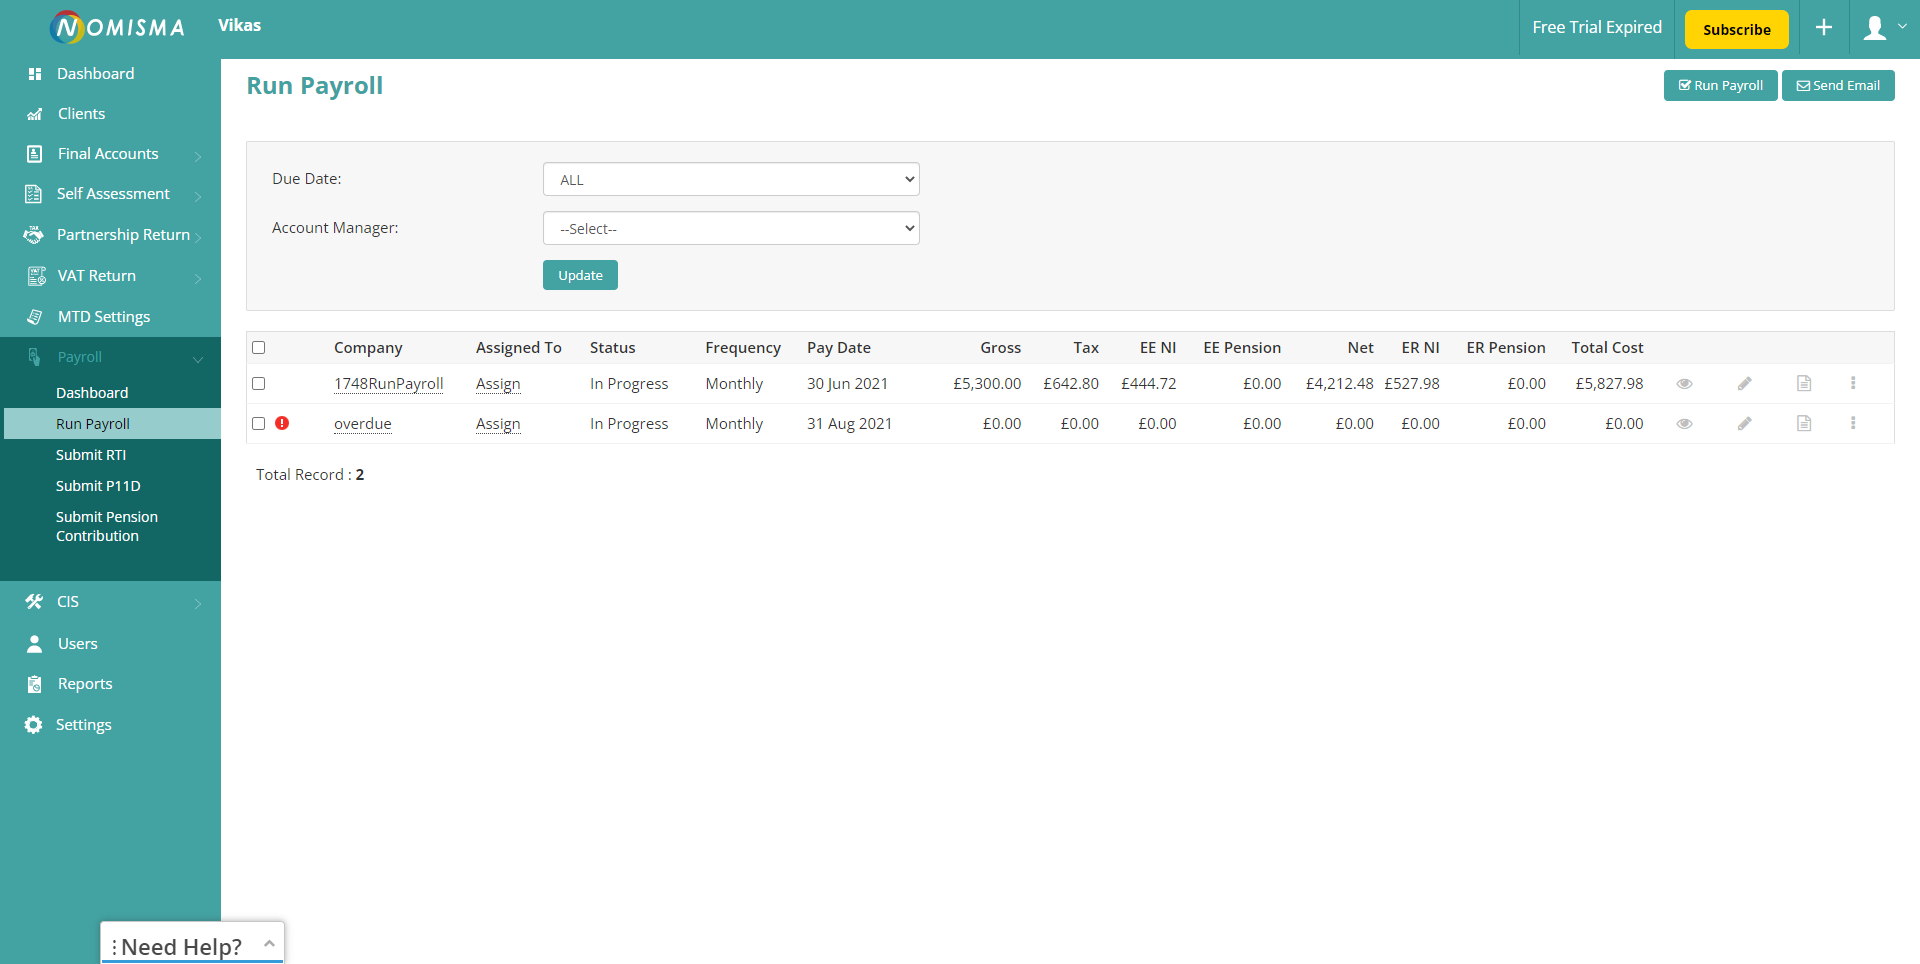 NOMISMA
Vikas
Free Trial Expired
Subscribe
Dashboard
Clients
Final Accounts
Self Assessment
Partnership Return
VAT Return
MTD Settings
Payroll
Dashboard
Run Payroll
Submit RTI
Submit P11D
Submit Pension
Contribution
CIS
Users
Reports
Settings
Need Help?
Run Payroll
Run Payroll
Send Email
Due Date:
ALL
Account Manager:
--Select--
Update
Company Assigned To Status Frequency Pay Date Gross Tax EE NI EE Pension Net ER NI ER Pension Total Cost
1748RunPayroll Assign In Progress Monthly 30 Jun 2021 £5,300.00 £642.80 £444.72 £0.00 £4,212.48 £527.98 £0.00 £5,827.98
overdue Assign In Progress Monthly 31 Aug 2021 £0.00 £0.00 £0.00 £0.00 £0.00 £0.00 £0.00 £0.00
Total Record : 2